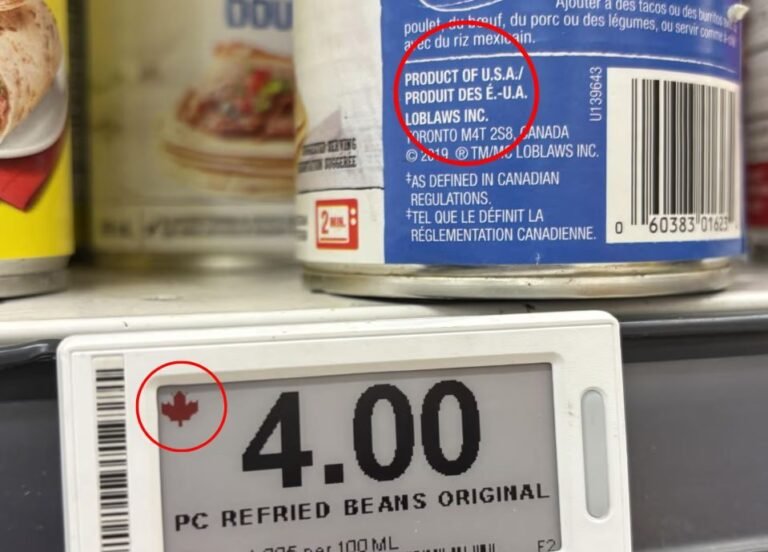 Ajouter à des tacos ou des burritos
poulet, du bœuf, du porc ou des légumes, ou servir comme
avec du riz mexicain.
PRODUCT OF U.S.A./
PRODUIT DES É.-U.A.
LOBLAWS INC.
TORONTO M4T 2S8, CANADA
© 2019 ® TM/MC LOBLAWS INC.
‡AS DEFINED IN CANADIAN
REGULATIONS.
‡TEL QUE LE DÉFINIT LA
RÉGLEMENTATION CANADIENNE.
U139643
0 60383 01623
2 MIN.
4.00
PC REFRIED BEANS ORIGINAL
per 100 ML
F2